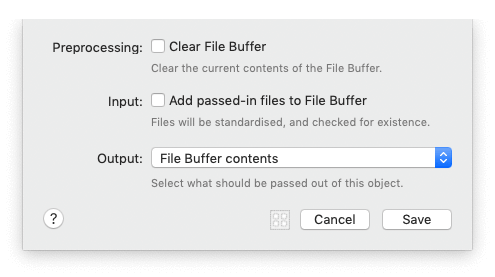 Preprocessing: Clear File Buffer
Clear the current contents of the File Buffer.
Input: Add passed-in files to File Buffer
Files will be standardised, and checked for existence.
Output: File Buffer contents
Select what should be passed out of this object.
? Cancel Save